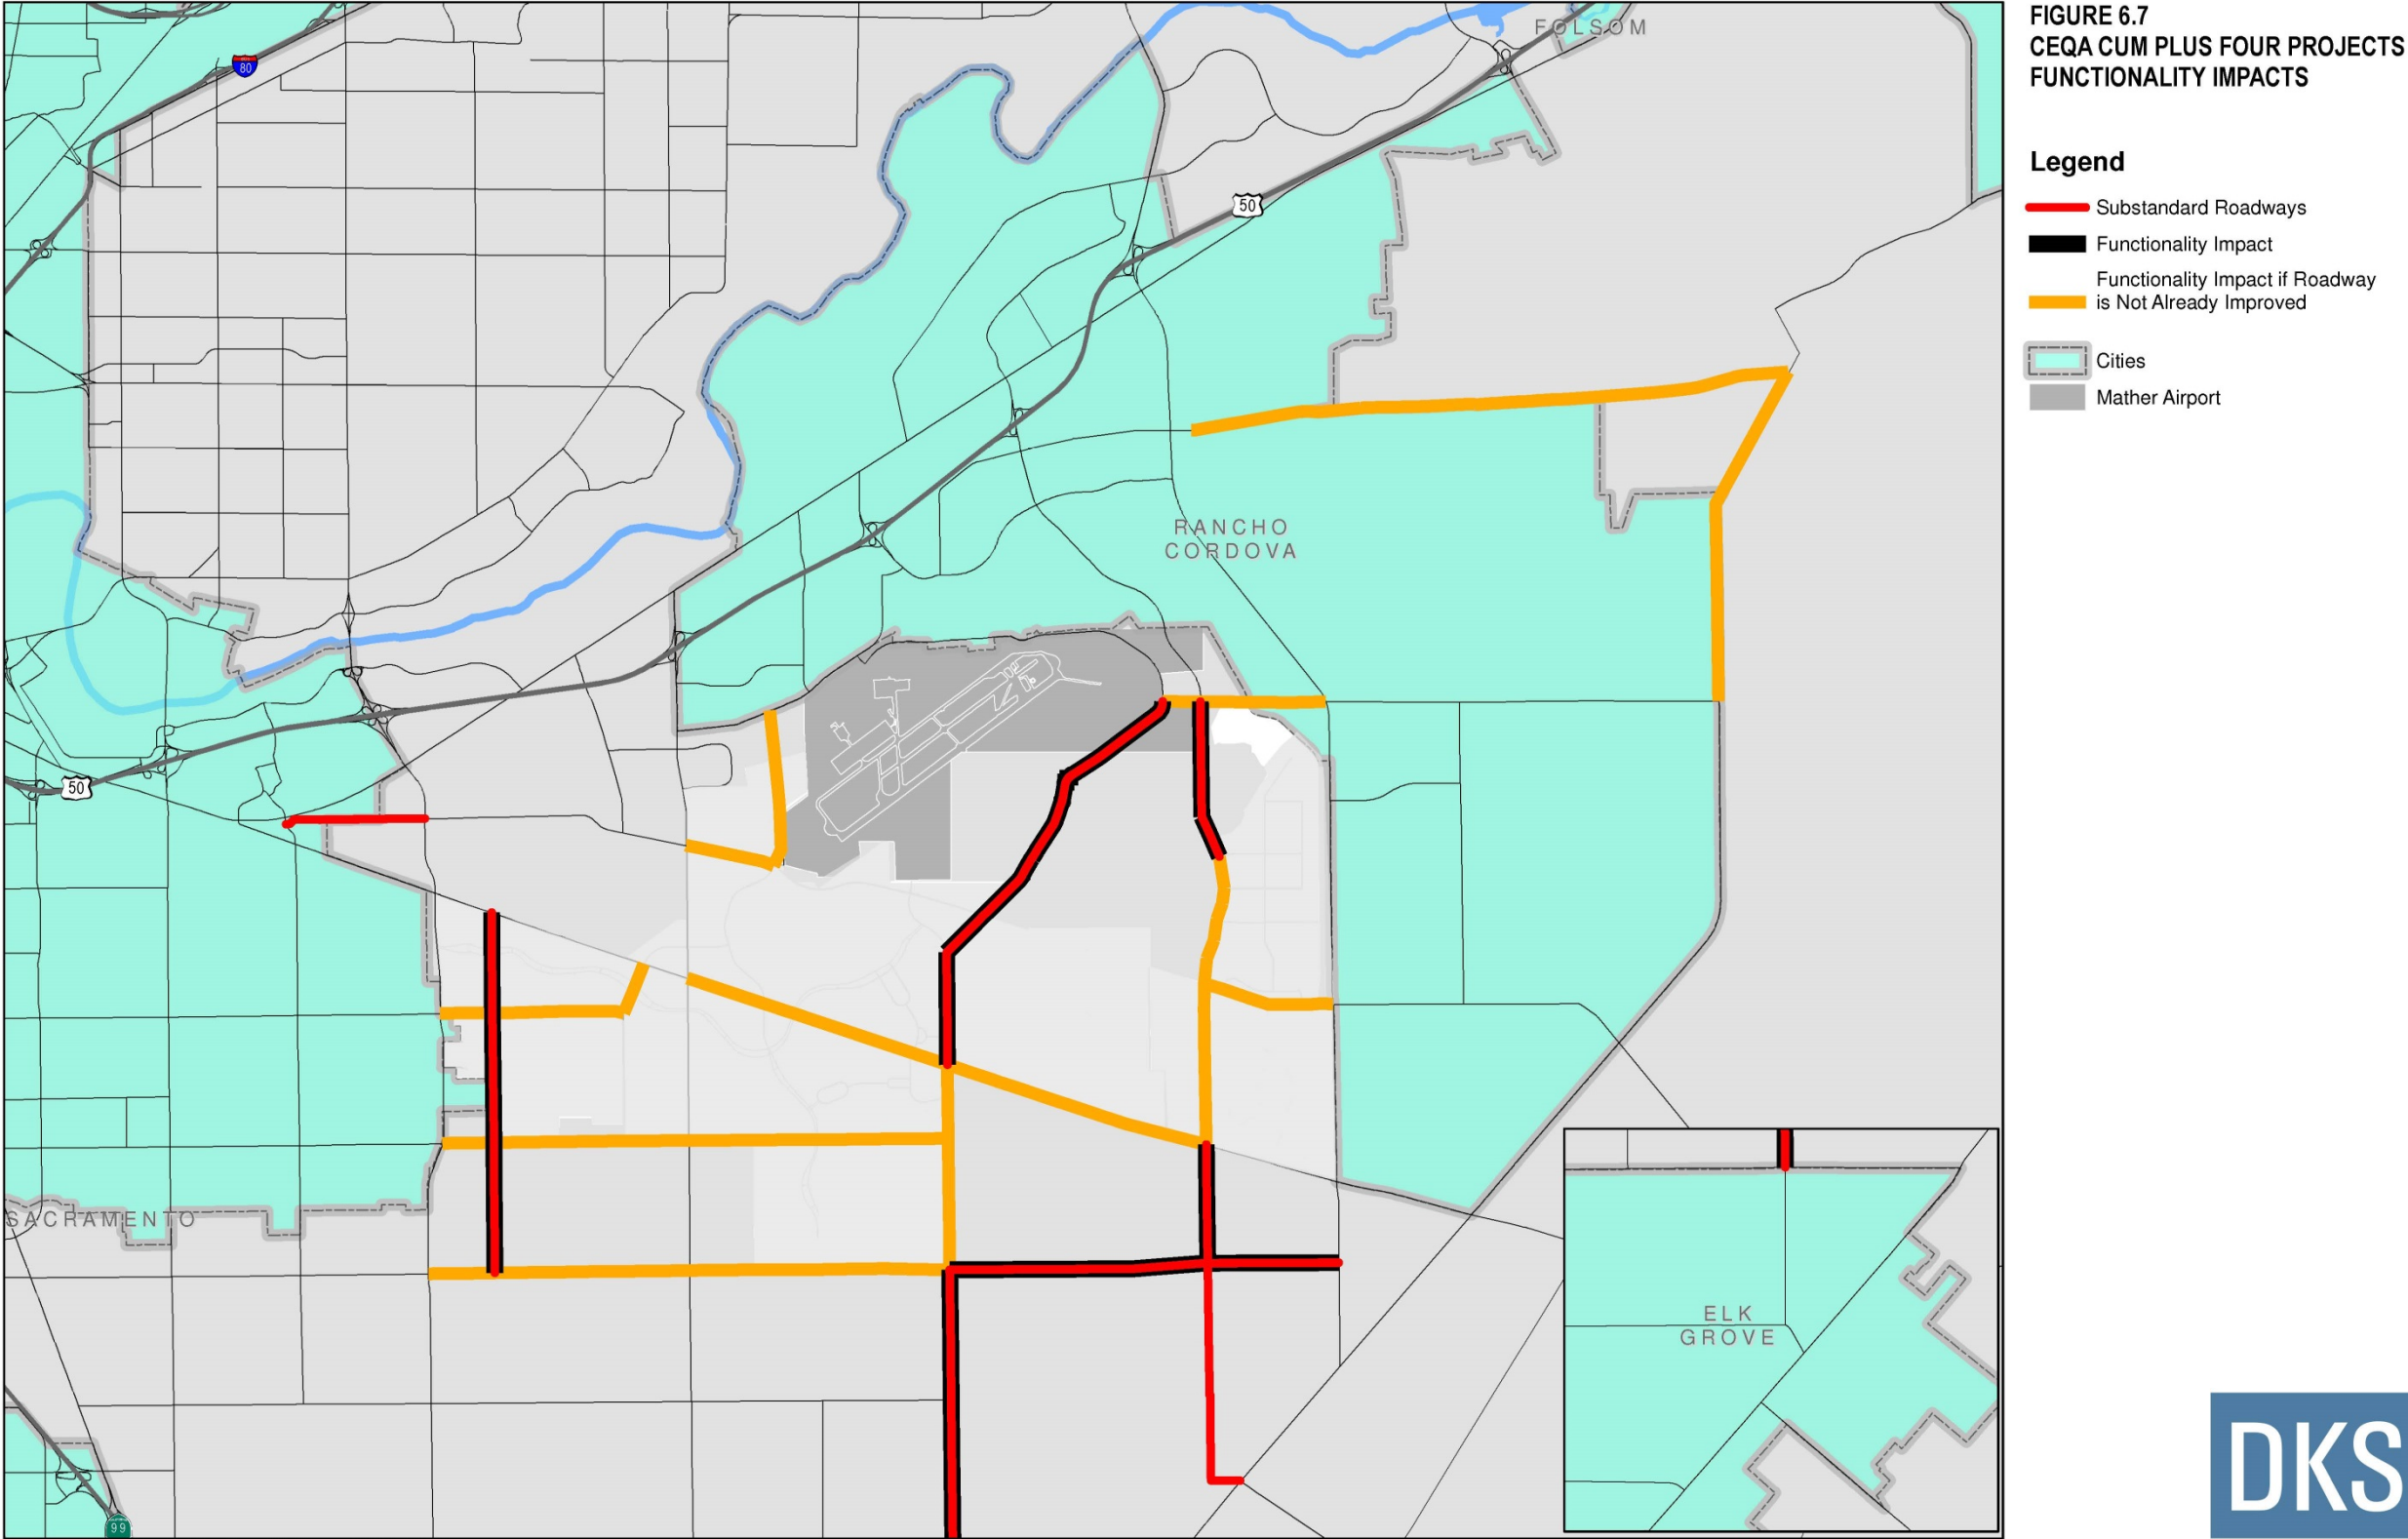 FIGURE 6.7
CEQA CUM PLUS FOUR PROJECTS
FUNCTIONALITY IMPACTS
Legend
Substandard Roadways
Functionality Impact
Functionality Impact if Roadway
is Not Already Improved
Cities
Mather Airport
FOLSOM
80
50
RANCHO
CORDOVA
50
SACRAMENTO
ELK
GROVE
99
DKS